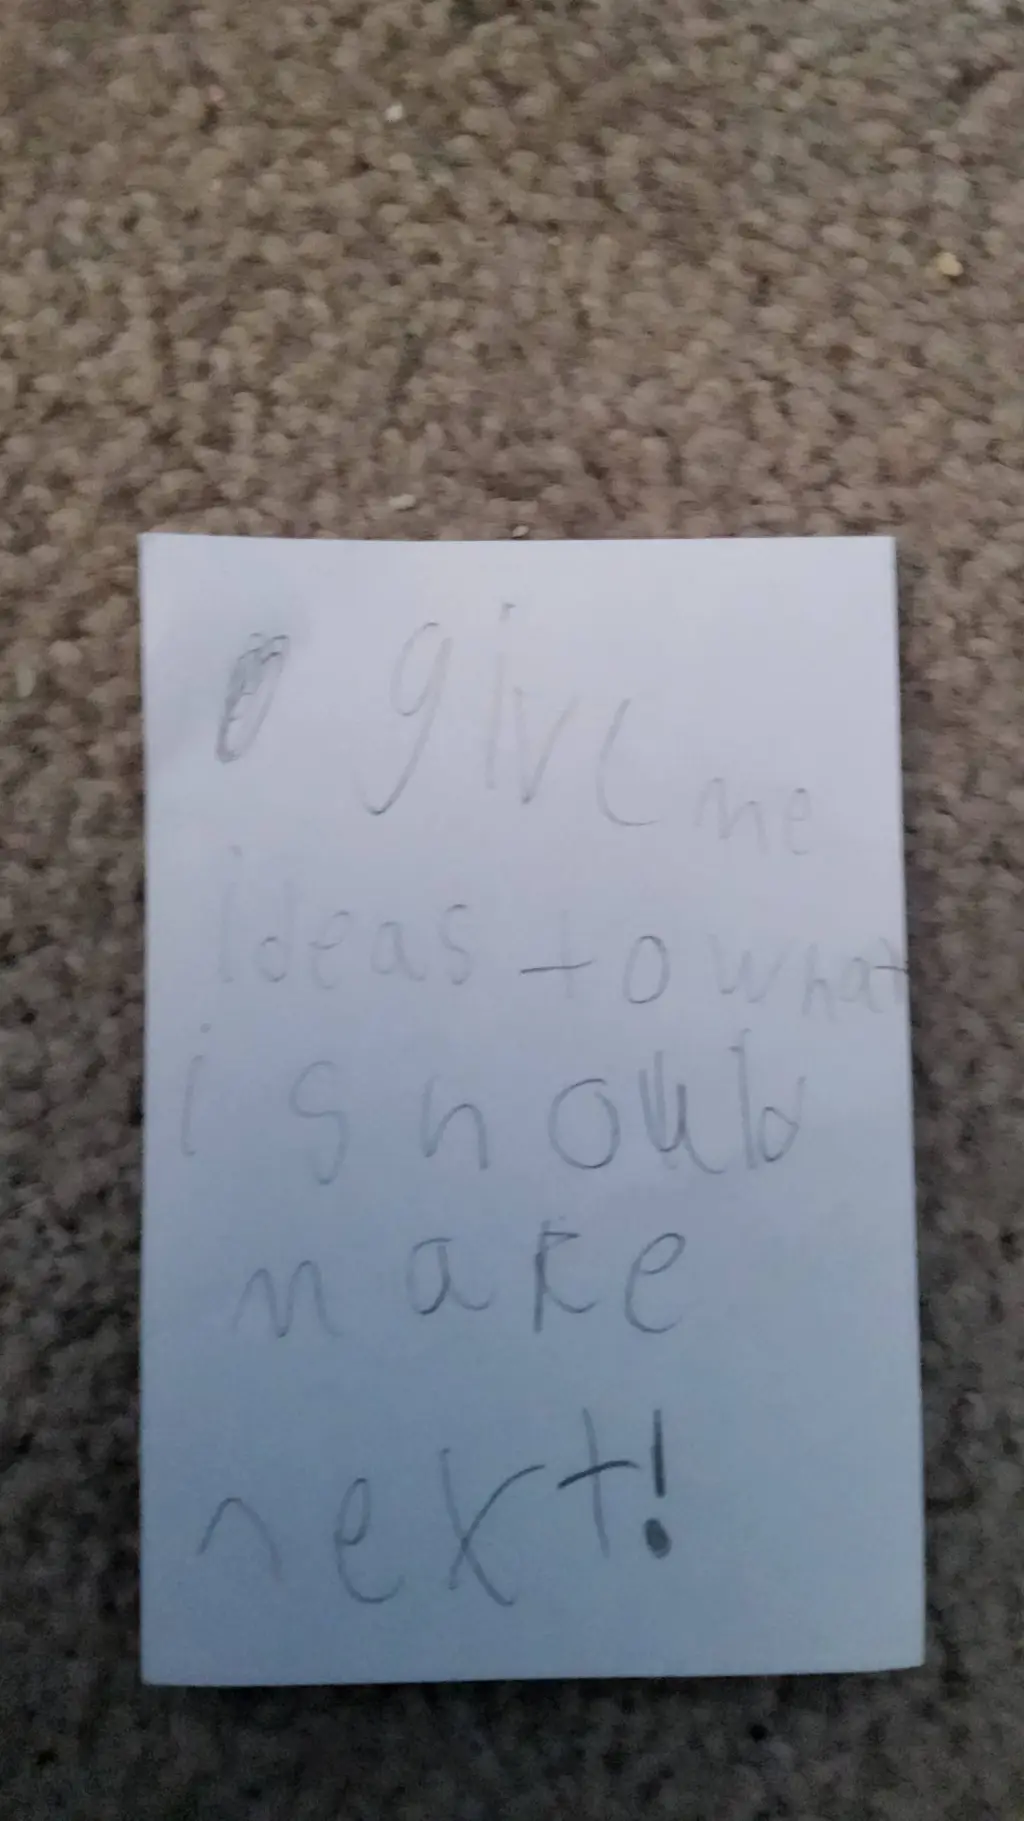 give me
ideas to what
i should
make
next!